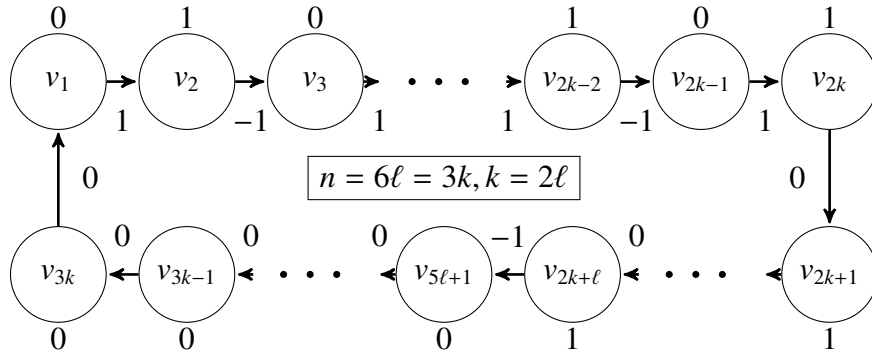 0 1 0 1 0 1
v₁ v₂ v₃ · · · v₂ₖ₋₂ v₂ₖ₋₁ v₂ₖ
1 −1 1 1 −1 1
0 n = 6ℓ = 3k, k = 2ℓ 0
0 0 0 −1 0
v₃ₖ v₃ₖ₋₁ · · · v₅ℓ₊₁ v₂ₖ₊ℓ · · · v₂ₖ₊₁
0 0 0 1 1